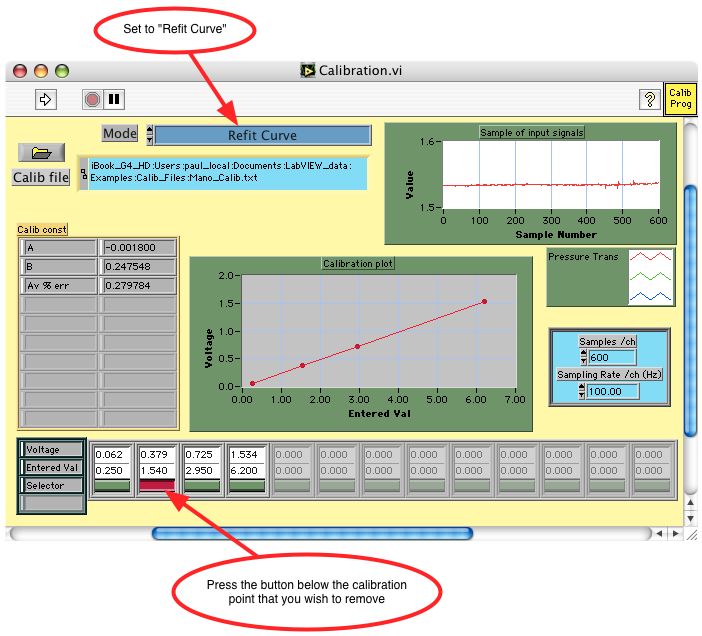 Set to "Refit Curve"
Calibration.vi
?
Calib
Prog
Mode
Refit Curve
Calib file
iBook_G4_HD:Users:paul_local:Documents:LabVIEW_data:
Examples:Calib_Files:Mano_Calib.txt
Sample of input signals
1.6
1.5
Value
0 100 200 300 400 500 600
Sample Number
Calib const
A -0.001800
B 0.247548
Av % err 0.279784
Calibration plot
2.0
1.5
1.0
0.5
0.0
Voltage
0.00 1.00 2.00 3.00 4.00 5.00 6.00 7.00
Entered Val
Pressure Trans
Samples /ch
600
Sampling Rate /ch (Hz)
100.00
Voltage 0.062 0.379 0.725 1.534 0.000 0.000 0.000 0.000 0.000 0.000 0.000 0.000 0.000
Entered Val 0.250 1.540 2.950 6.200 0.000 0.000 0.000 0.000 0.000 0.000 0.000 0.000 0.000
Selector
Press the button below the calibration
point that you wish to remove